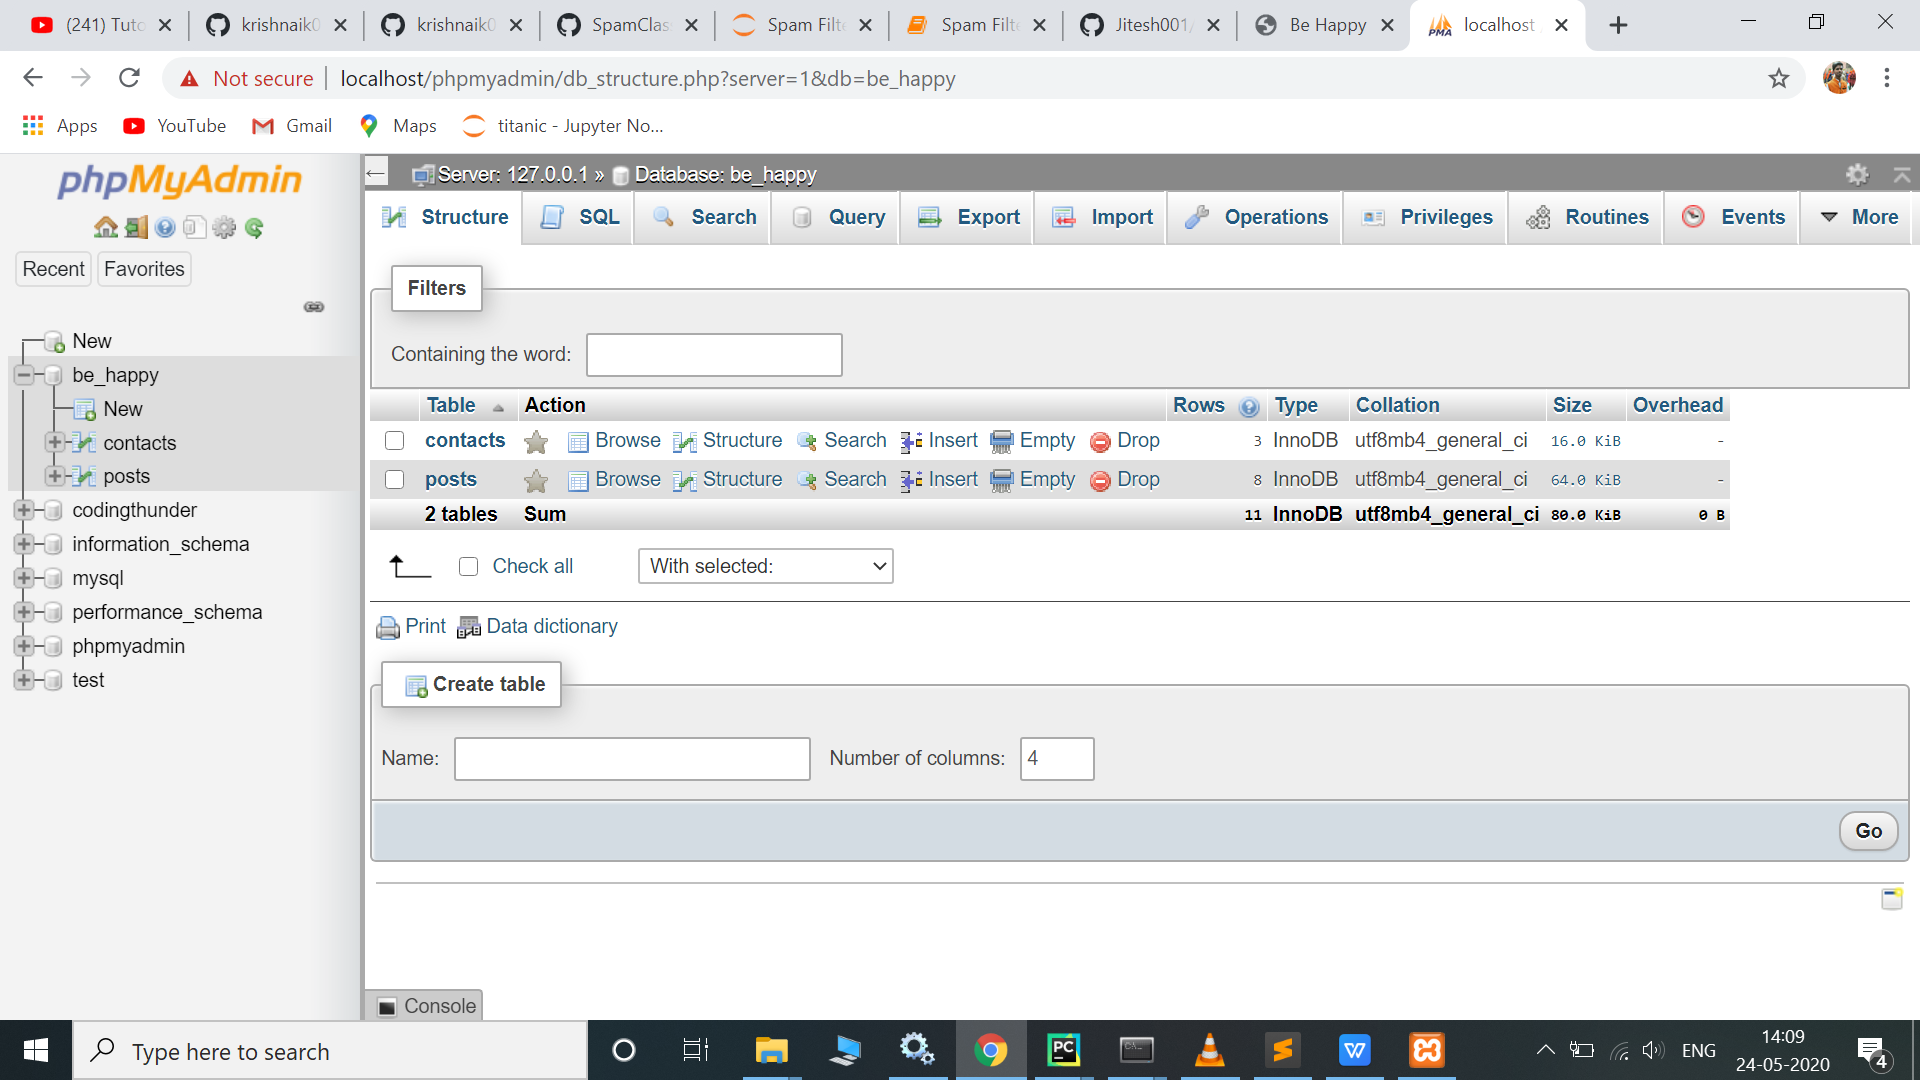 (241) Tuto
krishnaik0
krishnaik0
SpamClas
Spam Filte
Spam Filte
Jitesh001/
Be Happy
localhost
Not secure
localhost/phpmyadmin/db_structure.php?server=1&db=be_happy
Apps
YouTube
Gmail
Maps
titanic - Jupyter No...
phpMyAdmin
Recent
Favorites
New
be_happy
New
contacts
posts
codingthunder
information_schema
mysql
performance_schema
phpmyadmin
test
Server: 127.0.0.1 » Database: be_happy
Structure SQL Search Query Export Import Operations Privileges Routines Events More
Filters
Containing the word:
Table Action Rows Type Collation Size Overhead
contacts Browse Structure Search Insert Empty Drop 3 InnoDB utf8mb4_general_ci 16.0 KiB -
posts Browse Structure Search Insert Empty Drop 8 InnoDB utf8mb4_general_ci 64.0 KiB -
2 tables Sum 11 InnoDB utf8mb4_general_ci 80.0 KiB 0 B
Check all With selected:
Print Data dictionary
Create table
Name: Number of columns: 4
Go
Console
Type here to search
PC
ENG
14:09
24-05-2020
4